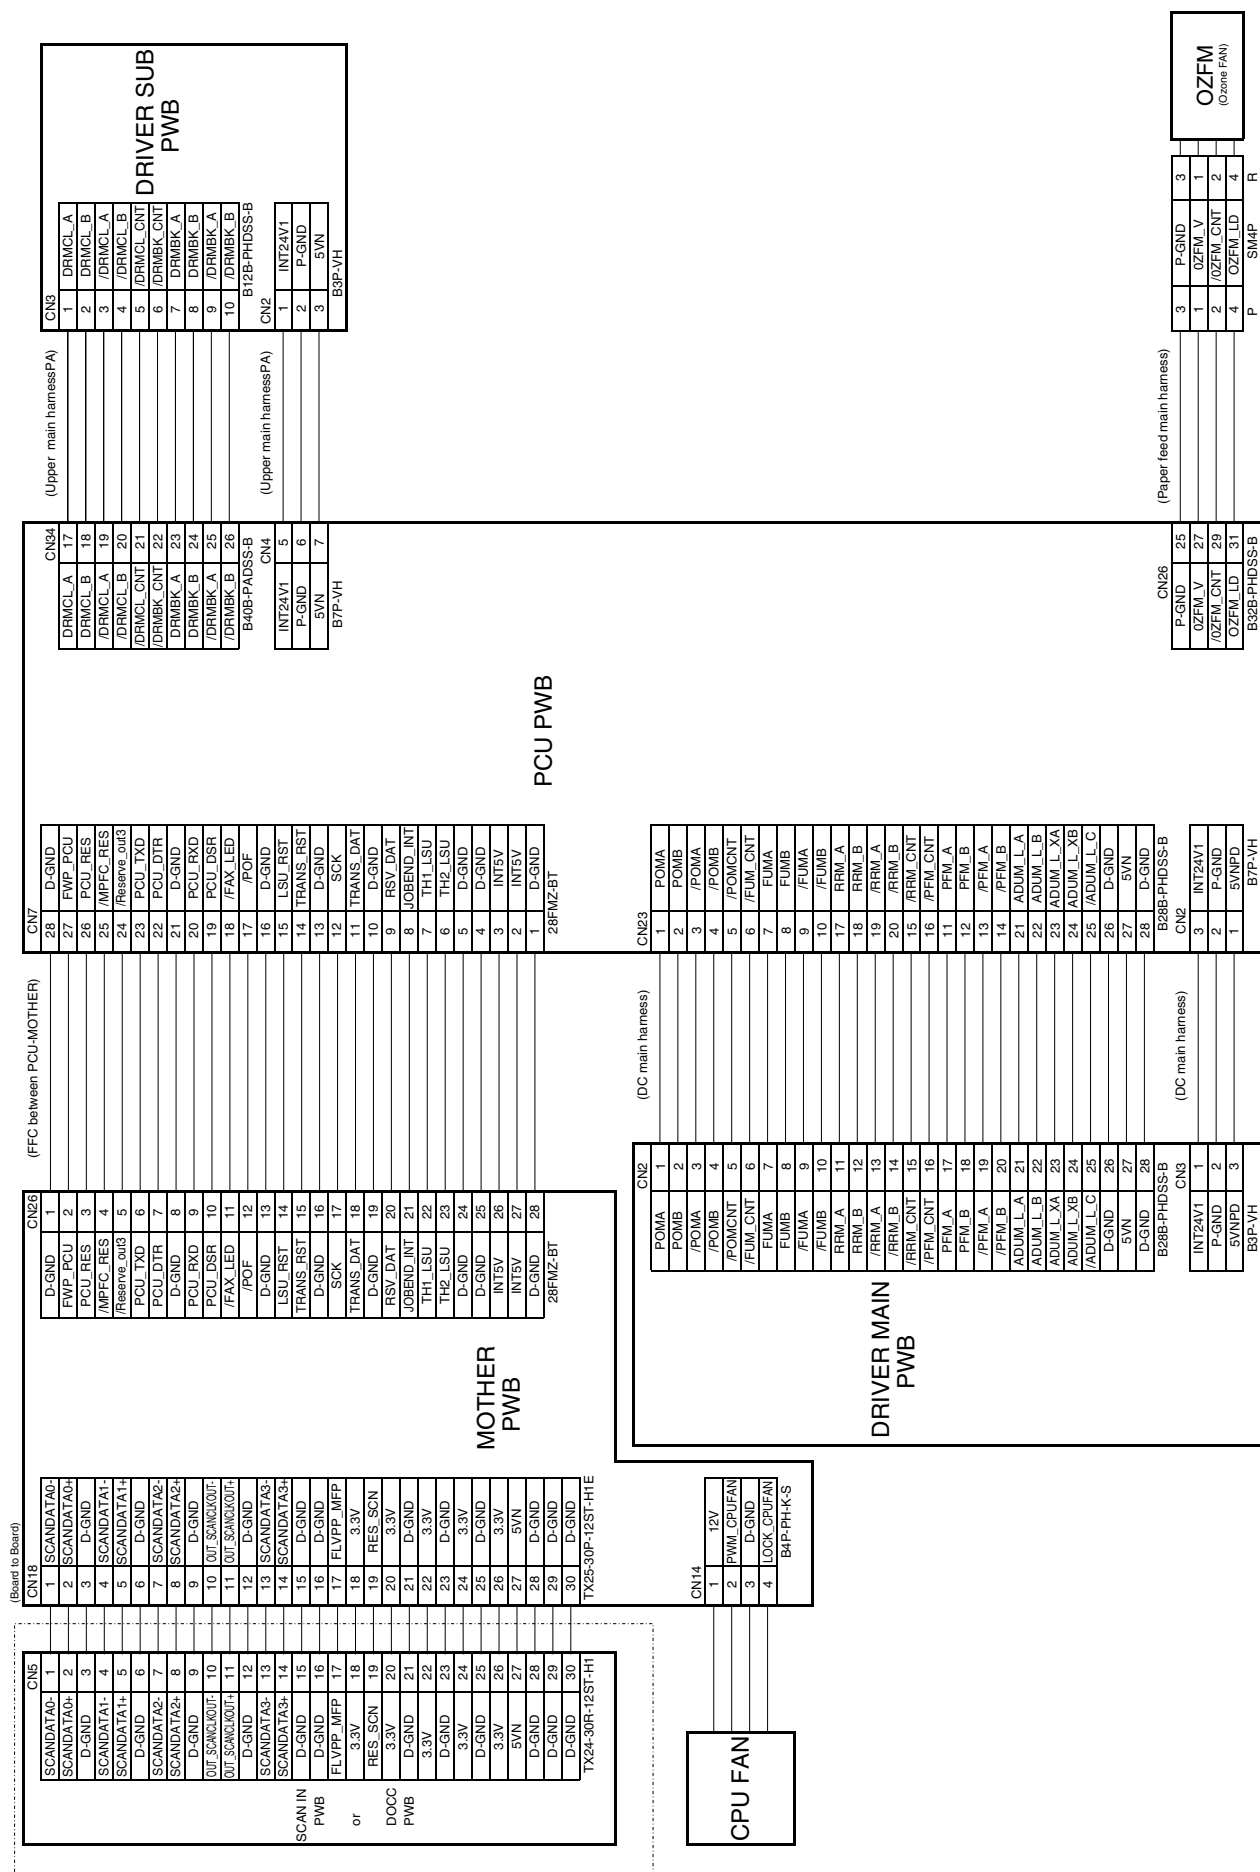 (Board to Board)
SCAN IN
PWB
or
DOCC
PWB
CN5
SCANDATA0- 1
SCANDATA0+ 2
D-GND 3
SCANDATA1- 4
SCANDATA1+ 5
D-GND 6
SCANDATA2- 7
SCANDATA2+ 8
D-GND 9
OUT_SCANCLKOUT- 10
OUT_SCANCLKOUT+ 11
D-GND 12
SCANDATA3- 13
SCANDATA3+ 14
D-GND 15
D-GND 16
FLVPP_MFP 17
3.3V 18
RES_SCN 19
3.3V 20
D-GND 21
3.3V 22
D-GND 23
3.3V 24
D-GND 25
3.3V 26
5VN 27
D-GND 28
D-GND 29
D-GND 30
TX24-30R-12ST-H1
CN18
1 SCANDATA0-
2 SCANDATA0+
3 D-GND
4 SCANDATA1-
5 SCANDATA1+
6 D-GND
7 SCANDATA2-
8 SCANDATA2+
9 D-GND
10 OUT_SCANCLKOUT-
11 OUT_SCANCLKOUT+
12 D-GND
13 SCANDATA3-
14 SCANDATA3+
15 D-GND
16 D-GND
17 FLVPP_MFP
18 3.3V
19 RES_SCN
20 3.3V
21 D-GND
22 3.3V
23 D-GND
24 3.3V
25 D-GND
26 3.3V
27 5VN
28 D-GND
29 D-GND
30 D-GND
TX25-30P-12ST-H1E
CPU FAN
CN14
1 12V
2 PWM_CPUFAN
3 D-GND
4 LOCK_CPUFAN
B4P-PH-K-S
MOTHER
PWB
CN26
D-GND 1
FWP_PCU 2
PCU_RES 3
/MPFC_RES 4
/Reserve_out3 5
PCU_TXD 6
PCU_DTR 7
D-GND 8
PCU_RXD 9
PCU_DSR 10
/FAX_LED 11
/POF 12
D-GND 13
LSU_RST 14
TRANS_RST 15
D-GND 16
SCK 17
TRANS_DAT 18
D-GND 19
RSV_DAT 20
JOBEND_INT 21
TH1_LSU 22
TH2_LSU 23
D-GND 24
D-GND 25
INT5V 26
INT5V 27
D-GND 28
28FMZ-BT
(FFC between PCU-MOTHER)
CN7
28 D-GND
27 FWP_PCU
26 PCU_RES
25 /MPFC_RES
24 /Reserve_out3
23 PCU_TXD
22 PCU_DTR
21 D-GND
20 PCU_RXD
19 PCU_DSR
18 /FAX_LED
17 /POF
16 D-GND
15 LSU_RST
14 TRANS_RST
13 D-GND
12 SCK
11 TRANS_DAT
10 D-GND
9 RSV_DAT
8 JOBEND_INT
7 TH1_LSU
6 TH2_LSU
5 D-GND
4 D-GND
3 INT5V
2 INT5V
1 D-GND
28FMZ-BT
DRIVER MAIN
PWB
CN2
POMA 1
POMB 2
/POMA 3
/POMB 4
/POMCNT 5
/FUM_CNT 6
FUMA 7
FUMB 8
/FUMA 9
/FUMB 10
RRM_A 11
RRM_B 12
/RRM_A 13
/RRM_B 14
/RRM_CNT 15
/PFM_CNT 16
PFM_A 17
PFM_B 18
/PFM_A 19
/PFM_B 20
ADUM_L_A 21
ADUM_L_B 22
ADUM_L_XA 23
ADUM_L_XB 24
/ADUM_L_C 25
D-GND 26
5VN 27
D-GND 28
B28B-PHDSS-B
CN3
INT24V1 1
P-GND 2
5VNPD 3
B3P-VH
(DC main harness)
(DC main harness)
CN23
1 POMA
2 POMB
3 /POMA
4 /POMB
5 /POMCNT
6 /FUM_CNT
7 FUMA
8 FUMB
9 /FUMA
10 /FUMB
17 RRM_A
18 RRM_B
19 /RRM_A
20 /RRM_B
15 /RRM_CNT
16 /PFM_CNT
11 PFM_A
12 PFM_B
13 /PFM_A
14 /PFM_B
21 ADUM_L_A
22 ADUM_L_B
23 ADUM_L_XA
24 ADUM_L_XB
25 /ADUM_L_C
26 D-GND
27 5VN
28 D-GND
B28B-PHDSS-B
CN2
3 INT24V1
2 P-GND
1 5VNPD
B7P-VH
PCU PWB
CN34
DRMCL_A 17
DRMCL_B 18
/DRMCL_A 19
/DRMCL_B 20
/DRMCL_CNT 21
/DRMBK_CNT 22
DRMBK_A 23
DRMBK_B 24
/DRMBK_A 25
/DRMBK_B 26
B40B-PADSS-B
CN4
INT24V1 5
P-GND 6
5VN 7
B7P-VH
CN26
P-GND 25
0ZFM_V 27
/0ZFM_CNT 29
OZFM_LD 31
B32B-PHDSS-B
(Upper main harnessPA)
(Upper main harnessPA)
(Paper feed main harness)
CN3
1 DRMCL_A
2 DRMCL_B
3 /DRMCL_A
4 /DRMCL_B
5 /DRMCL_CNT
6 /DRMBK_CNT
7 DRMBK_A
8 DRMBK_B
9 /DRMBK_A
10 /DRMBK_B
B12B-PHDSS-B
CN2
1 INT24V1
2 P-GND
3 5VN
B3P-VH
DRIVER SUB
PWB
3 P-GND 3
1 0ZFM_V 1
2 /0ZFM_CNT 2
4 OZFM_LD 4
P SM4P R
OZFM
(Ozone FAN)